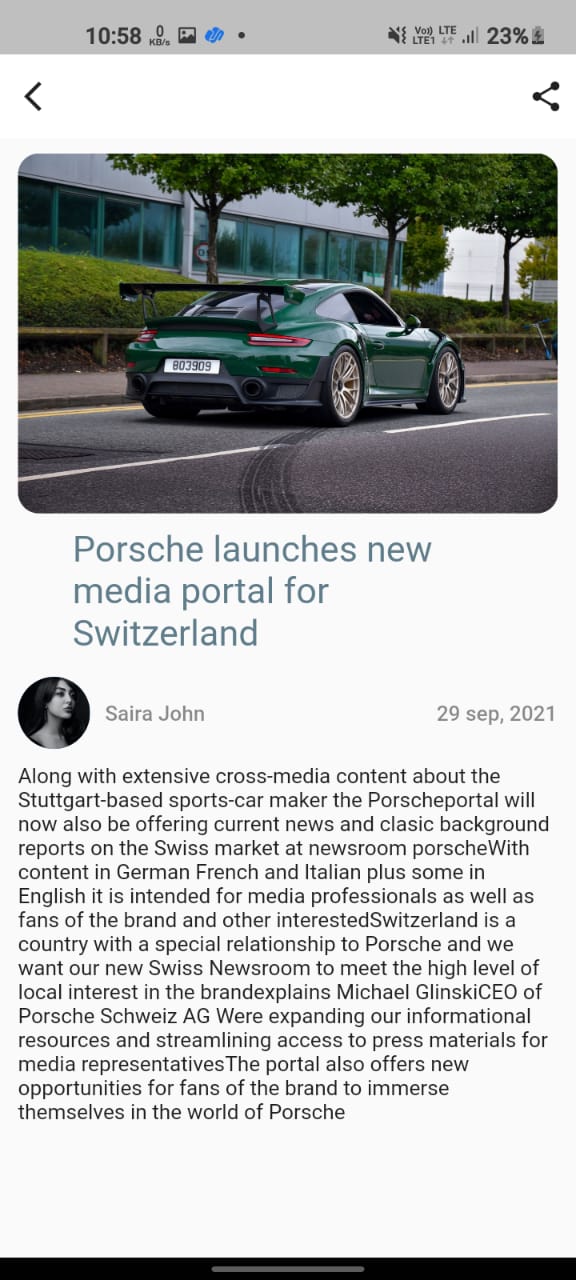 10:58 0 KB/s Vo)) LTE1 LTE 23%
803909
Porsche launches new
media portal for
Switzerland
Saira John 29 sep, 2021
Along with extensive cross-media content about the
Stuttgart-based sports-car maker the Porscheportal will
now also be offering current news and clasic background
reports on the Swiss market at newsroom porscheWith
content in German French and Italian plus some in
English it is intended for media professionals as well as
fans of the brand and other interestedSwitzerland is a
country with a special relationship to Porsche and we
want our new Swiss Newsroom to meet the high level of
local interest in the brandexplains Michael GlinskiCEO of
Porsche Schweiz AG Were expanding our informational
resources and streamlining access to press materials for
media representativesThe portal also offers new
opportunities for fans of the brand to immerse
themselves in the world of Porsche